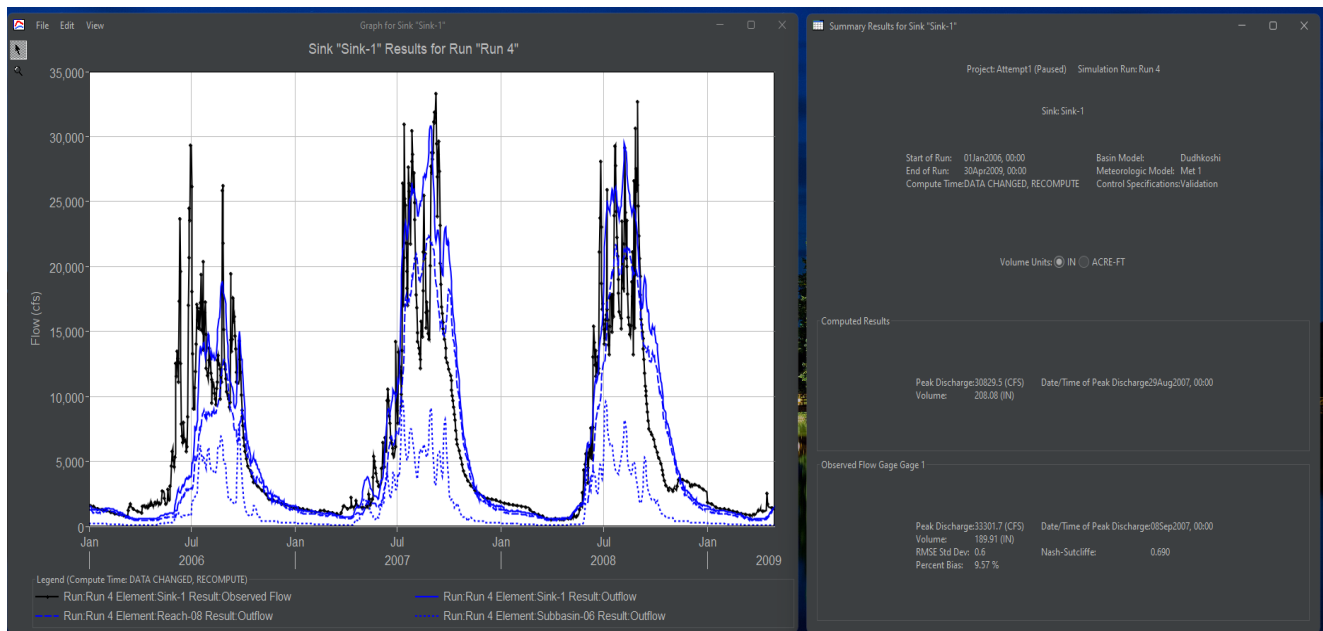 File Edit View
Graph for Sink "Sink-1"
Sink "Sink-1" Results for Run "Run 4"
35,000
30,000
25,000
20,000
15,000
10,000
5,000
0
Flow (cfs)
Jan Jul Jan Jul Jan Jul Jan
2006 2007 2008 2009
Legend (Compute Time: DATA CHANGED, RECOMPUTE)
Run:Run 4 Element:Sink-1 Result:Observed Flow
Run:Run 4 Element:Sink-1 Result:Outflow
Run:Run 4 Element:Reach-08 Result:Outflow
Run:Run 4 Element:Subbasin-06 Result:Outflow
Summary Results for Sink "Sink-1"
Project: Attempt1 (Paused) Simulation Run: Run 4
Sink: Sink-1
Start of Run: 01Jan2006, 00:00 Basin Model: Dudhkoshi
End of Run: 30Apr2009, 00:00 Meteorologic Model: Met 1
Compute Time:DATA CHANGED, RECOMPUTE Control Specifications:Validation
Volume Units: IN ACRE-FT
Computed Results
Peak Discharge:30829.5 (CFS) Date/Time of Peak Discharge29Aug2007, 00:00
Volume: 208.08 (IN)
Observed Flow Gage Gage 1
Peak Discharge:33301.7 (CFS) Date/Time of Peak Discharge:08Sep2007, 00:00
Volume: 189.91 (IN)
RMSE Std Dev: 0.6 Nash-Sutcliffe: 0.690
Percent Bias: 9.57 %